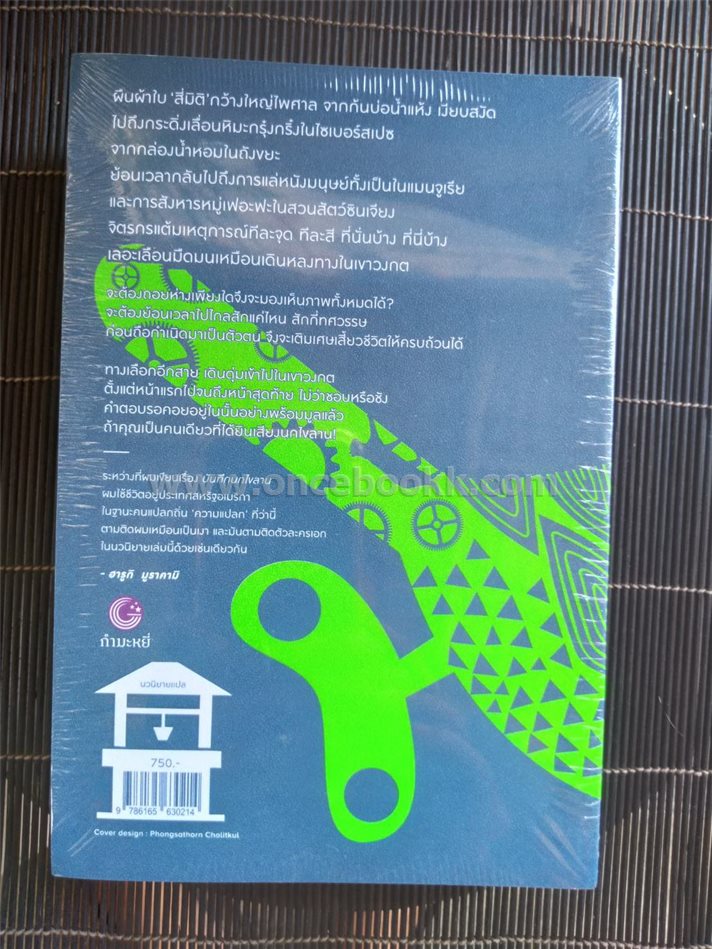 ผืนผ้าใบ 'สี่มิติ' กว้างใหญ่ไพศาล จากก้นบ่อน้ำแห้ง เงียบสงัด
ไปถึงกระดิ่งเลื่อนหิมะกรุ๋งกริ๋งในไซเบอร์สเปซ
จากกล่องน้ำหอมในถังขยะ
ย้อนเวลากลับไปถึงการแล่หนังมนุษย์ทั้งเป็นในแมนจูเรีย
และการสังหารหมู่เฟอะฟะในสวนสัตว์ซินเจียง
จิตรกรแต้มเหตุการณ์ทีละจุด ทีละสี ที่นั่นบ้าง ที่นี่บ้าง
เลอะเลือนมืดมนเหมือนเดินหลงทางในเขาวงกต
จะต้องถอยห่างเพียงใดจึงจะมองเห็นภาพทั้งหมดได้?
จะต้องย้อนเวลาไปไกลสักแค่ไหน สักกี่ทศวรรษ
ก่อนถือกำเนิดมาเป็นตัวตน จึงจะเติมเศษเสี้ยวชีวิตให้ครบถ้วนได้
ทางเลือกอีกสาย เดินดุ่มเข้าไปในเขาวงกต
ตั้งแต่หน้าแรกไปจนถึงหน้าสุดท้าย ไม่ว่าชอบหรือชัง
คำตอบรอคอยอยู่ในนั้นอย่างพร้อมมูลแล้ว
ถ้าคุณเป็นคนเดียวที่ได้ยินเสียงนกไขลาน!
ระหว่างที่ผมเขียนเรื่อง บันทึกนกไขลาน
www.oncebookk.com
ผมใช้ชีวิตอยู่ประเทศสหรัฐอเมริกา
ในฐานะคนแปลกถิ่น 'ความแปลก' ที่ว่านี้
ตามติดผมเหมือนเป็นเงา และมันตามติดตัวละครเอก
ในนวนิยายเล่มนี้ด้วยเช่นเดียวกัน
- ฮารูกิ มูราคามิ
กำมะหยี่
นวนิยายแปล
750.-
9 786165 630214
Cover design : Phongsathorn Cholitkul